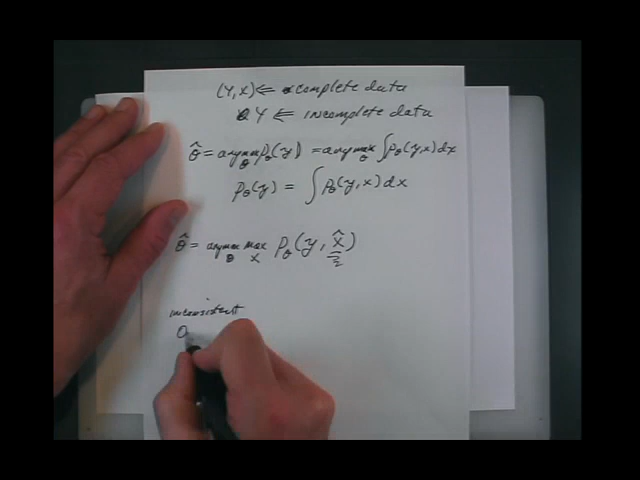 (Y,X) ⇐ complete data
Y ⇐ incomplete data
θ̂ = argmax_θ p_θ(y) = argmax_θ ∫ p_θ(y,x) dx
p_θ(y) = ∫ p_θ(y,x) dx
θ̂ = argmax_θ max_x p_θ(y, x̂)
inconsistent